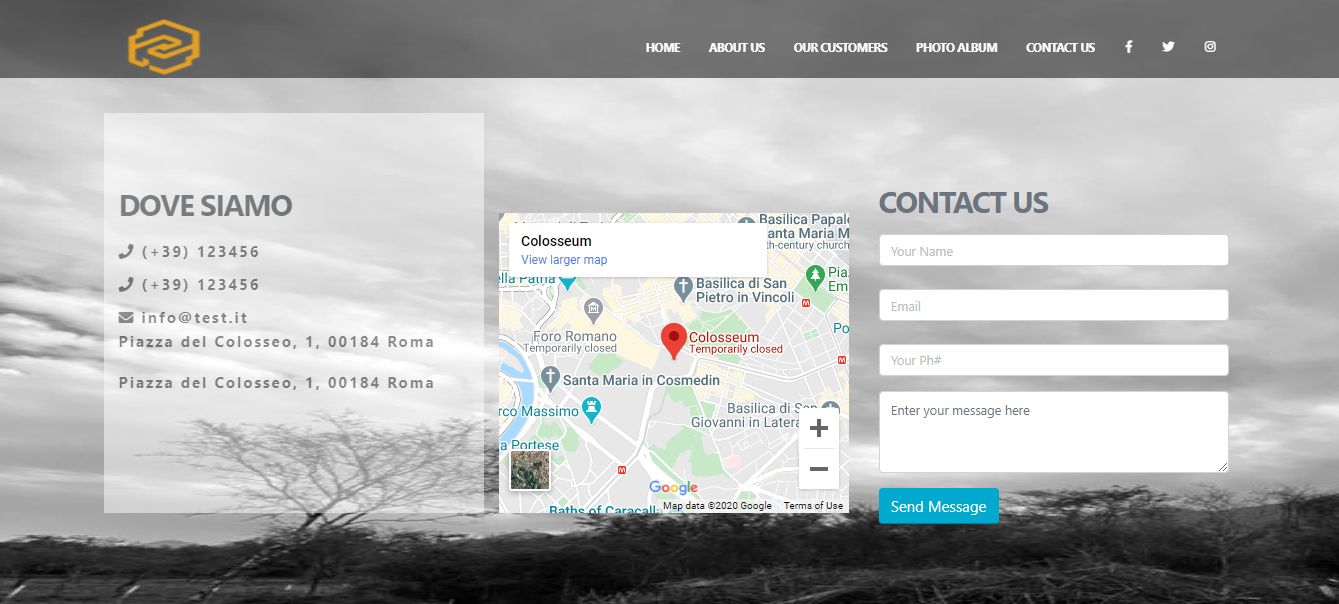 HOME ABOUT US OUR CUSTOMERS PHOTO ALBUM CONTACT US
DOVE SIAMO
(+39) 123456
(+39) 123456
info@test.it
Piazza del Colosseo, 1, 00184 Roma
Piazza del Colosseo, 1, 00184 Roma
Colosseum
View larger map
Basilica Papale
Santa Maria M
th-century church
lla Patria
Basilica di San
Pietro in Vincoli
Pia
Em
Foro Romano
Temporarily closed
Colosseum
Temporarily closed
Po
Santa Maria in Cosmedin
rco Massimo
Basilica di San
Giovanni in Latera
a Portese
Google
Baths of Caracall
Map data ©2020 Google Terms of Use
CONTACT US
Your Name
Email
Your Ph#
Enter your message here
Send Message